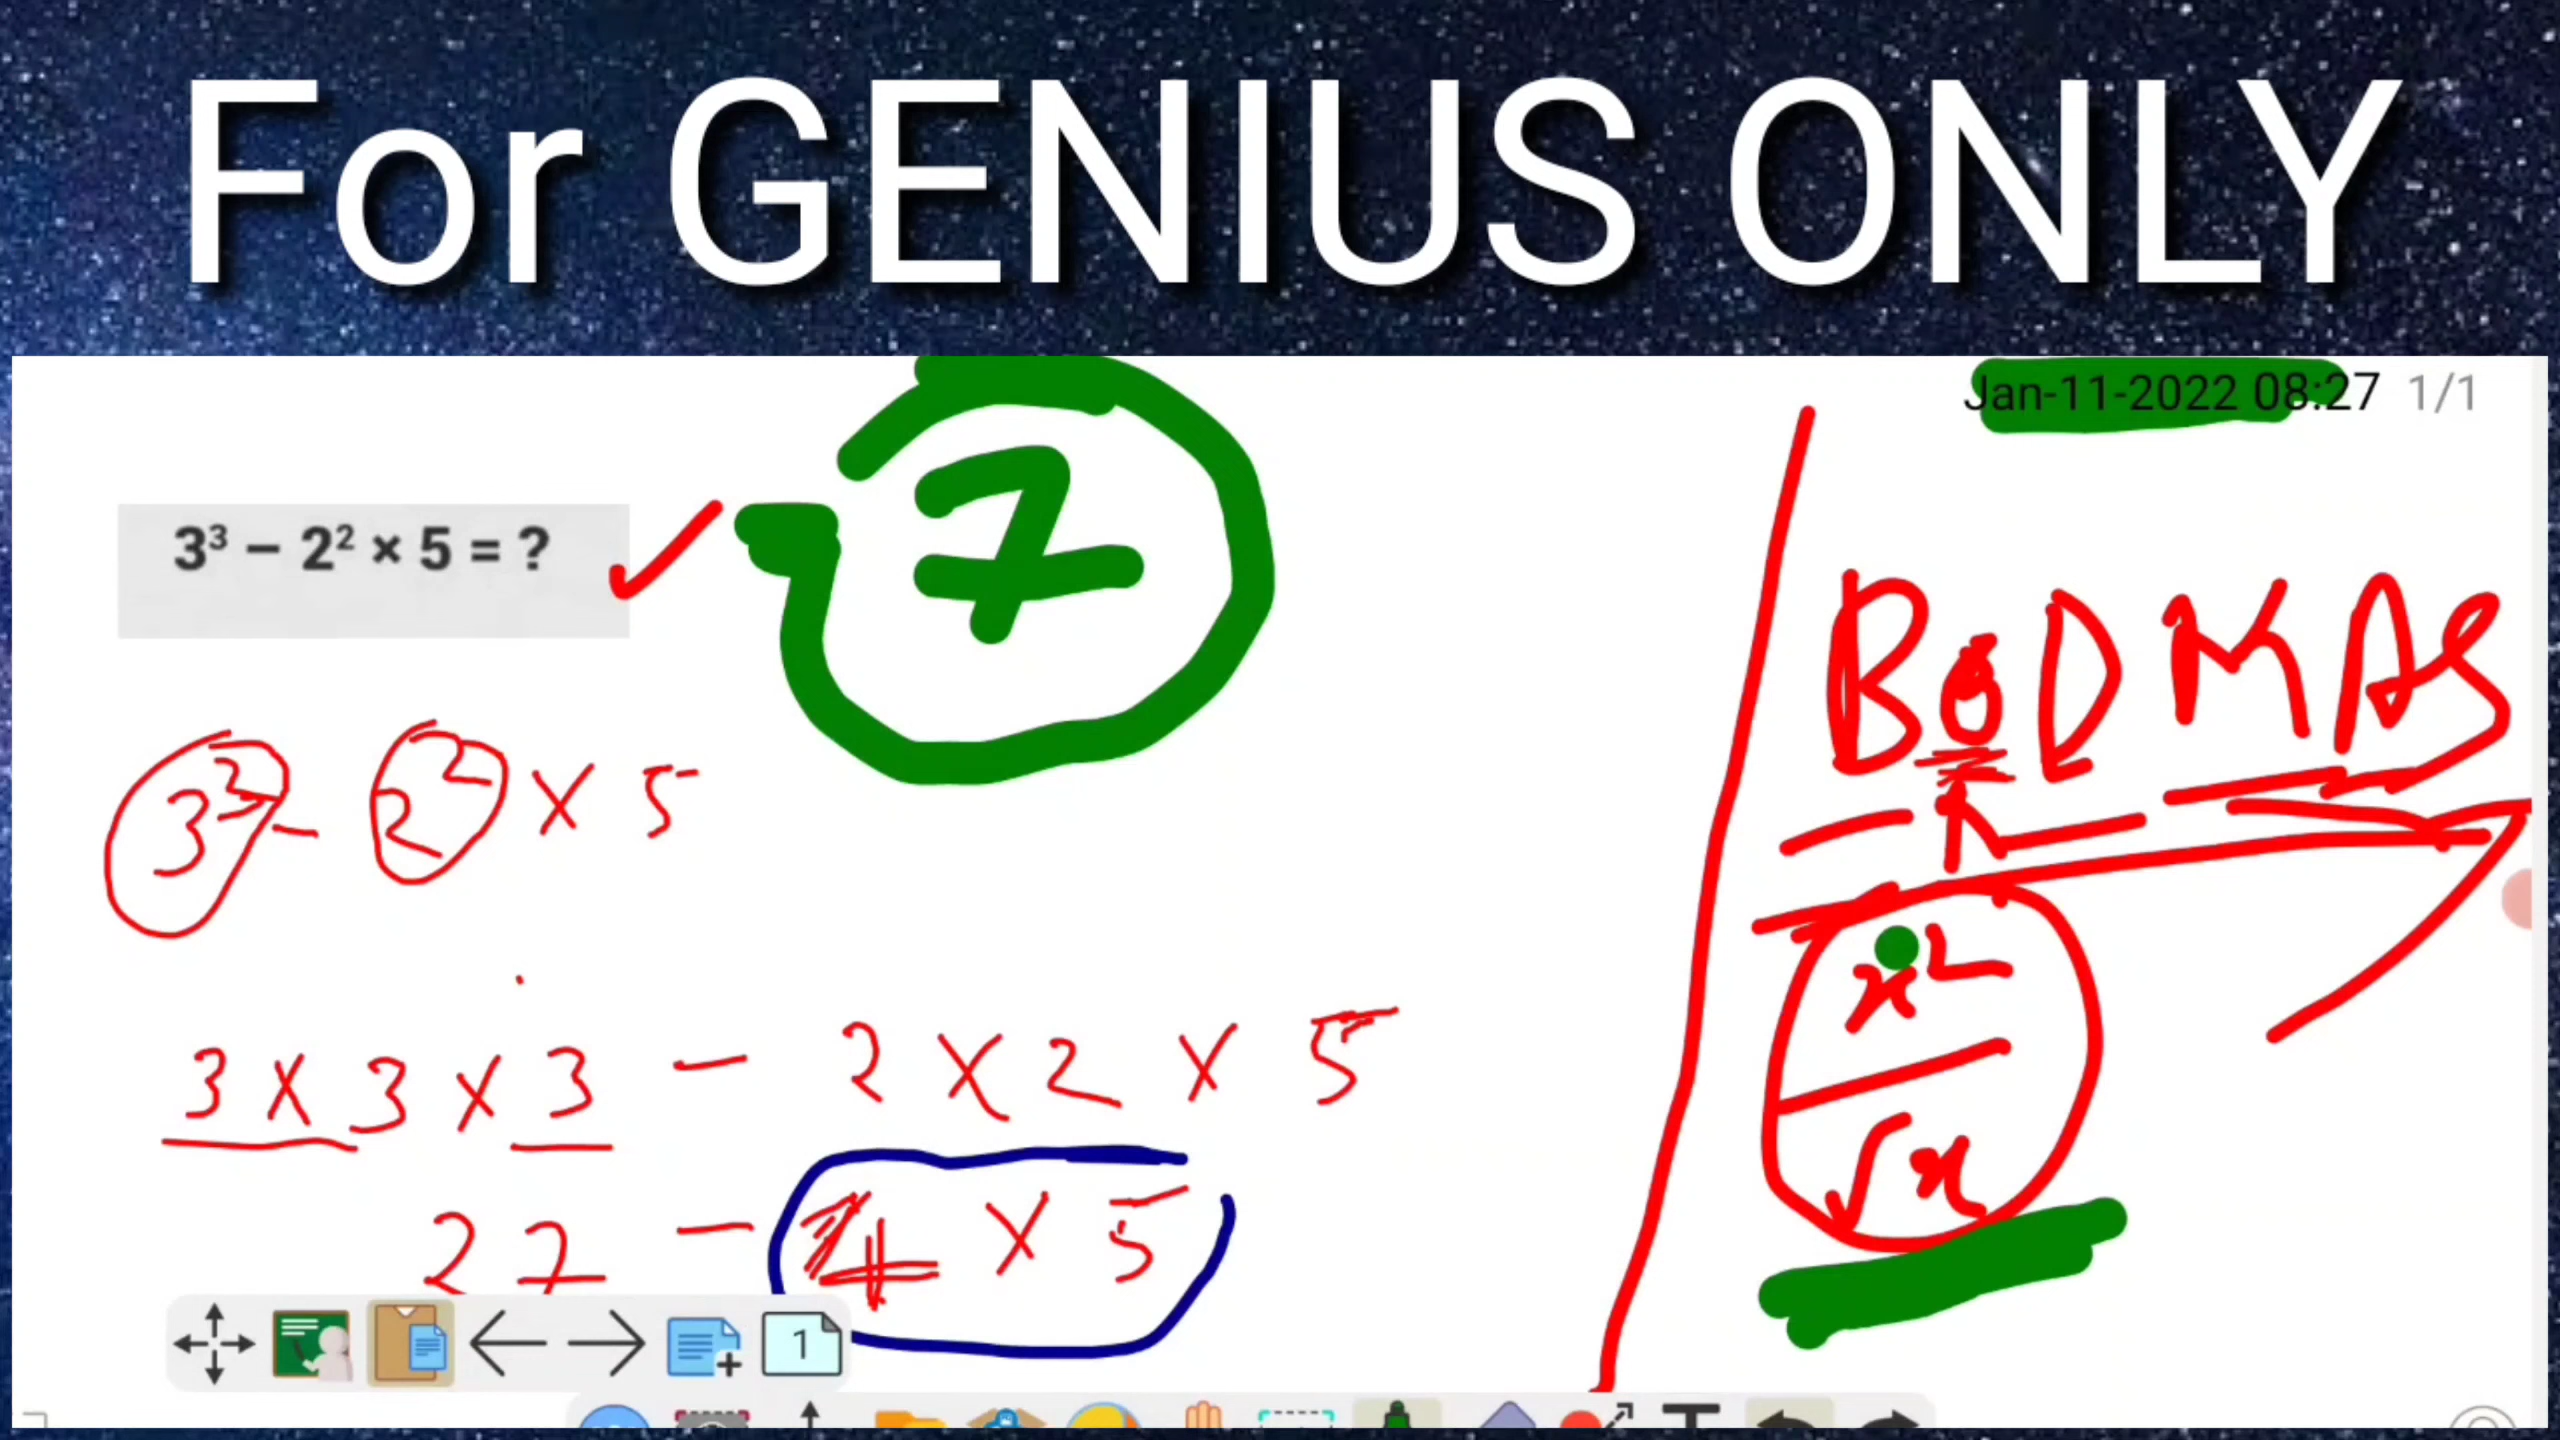 For GENIUS ONLY
Jan-11-2022 08:27 1/1
3³ – 2² × 5 = ?
7
3³ - 2² × 5
3 × 3 × 3 - 2 × 2 × 5
27 - 4 × 5
BODMAS
x²
√x
1